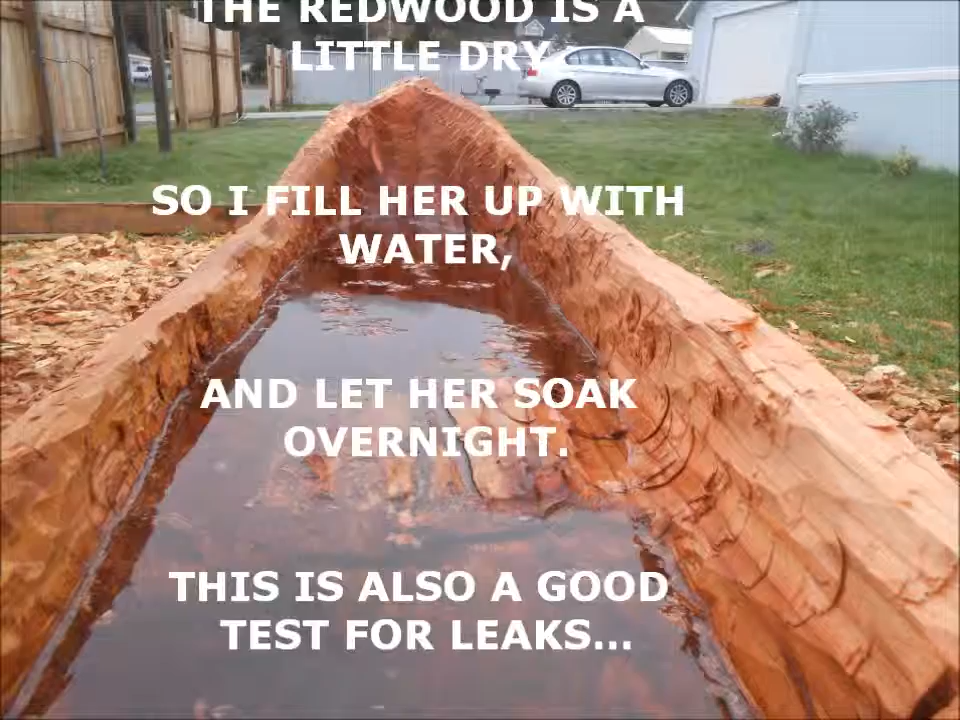 THE REDWOOD IS A
LITTLE DRY,
SO I FILL HER UP WITH
WATER,
AND LET HER SOAK
OVERNIGHT.
THIS IS ALSO A GOOD
TEST FOR LEAKS...